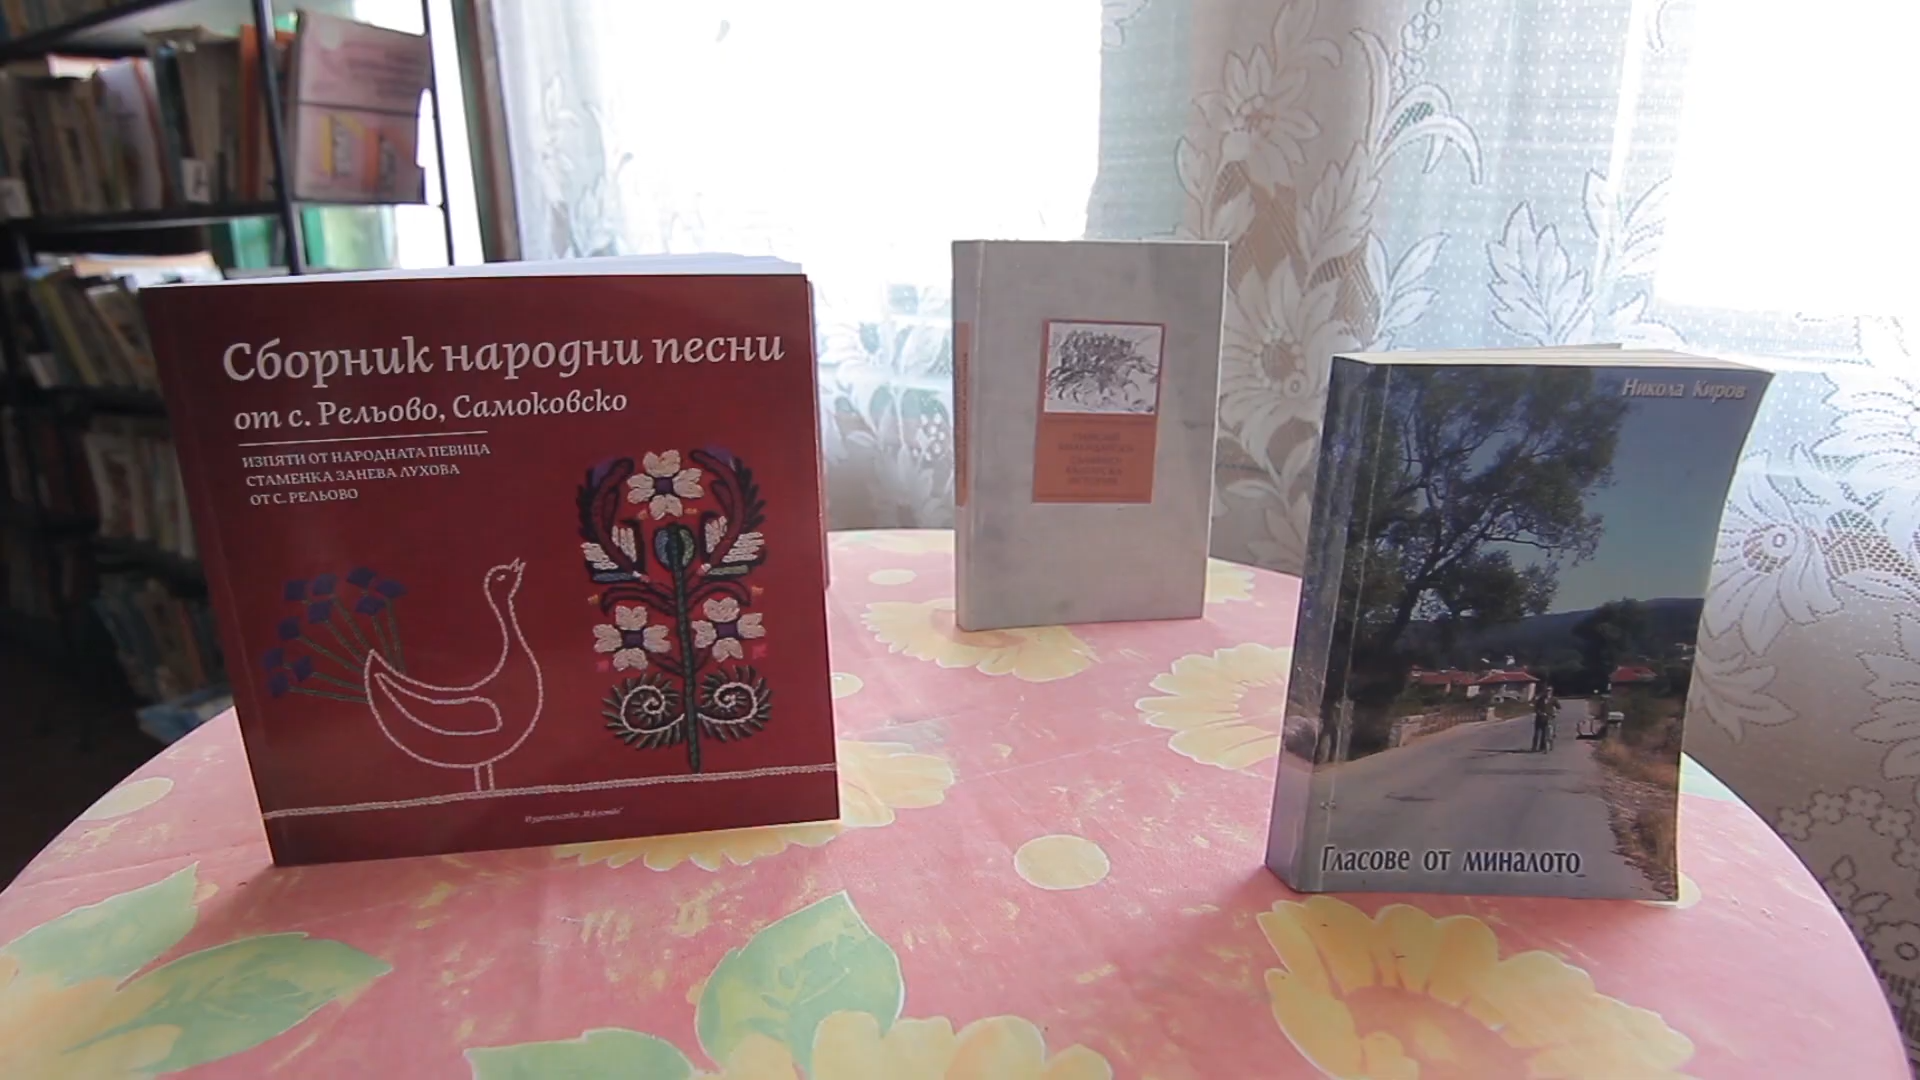 Сборник народни песни
от с. Рельово, Самоковско
ИЗПЯТИ ОТ НАРОДНАТА ПЕВИЦА
СТАМЕНКА ЗАНЕВА ЛУХОВА
ОТ С. РЕЛЬОВО
Издателство
Никола Киров
Гласове от миналото